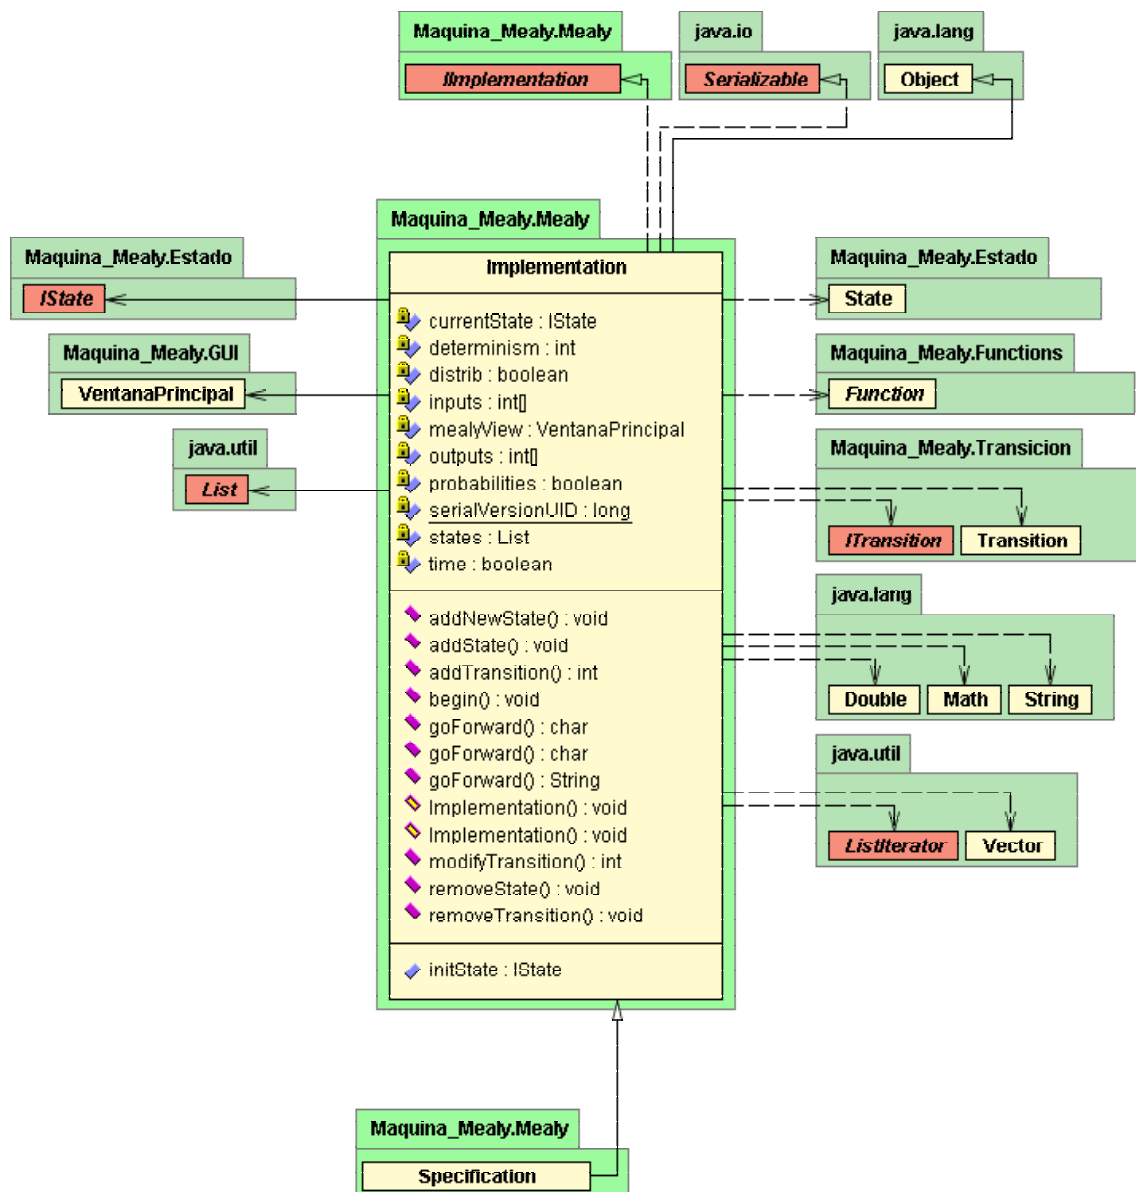 Maquina_Mealy.Mealy
IImplementation
java.io
Serializable
java.lang
Object
Maquina_Mealy.Mealy
Implementation
currentState : IState
determinism : int
distrib : boolean
inputs : int[]
mealyView : VentanaPrincipal
outputs : int[]
probabilities : boolean
serialVersionUID : long
states : List
time : boolean
addNewState() : void
addState() : void
addTransition() : int
begin() : void
goForward() : char
goForward() : char
goForward() : String
Implementation() : void
Implementation() : void
modifyTransition() : int
removeState() : void
removeTransition() : void
initState : IState
Maquina_Mealy.Estado
IState
Maquina_Mealy.GUI
VentanaPrincipal
java.util
List
Maquina_Mealy.Estado
State
Maquina_Mealy.Functions
Function
Maquina_Mealy.Transicion
ITransition
Transition
java.lang
Double
Math
String
java.util
ListIterator
Vector
Maquina_Mealy.Mealy
Specification